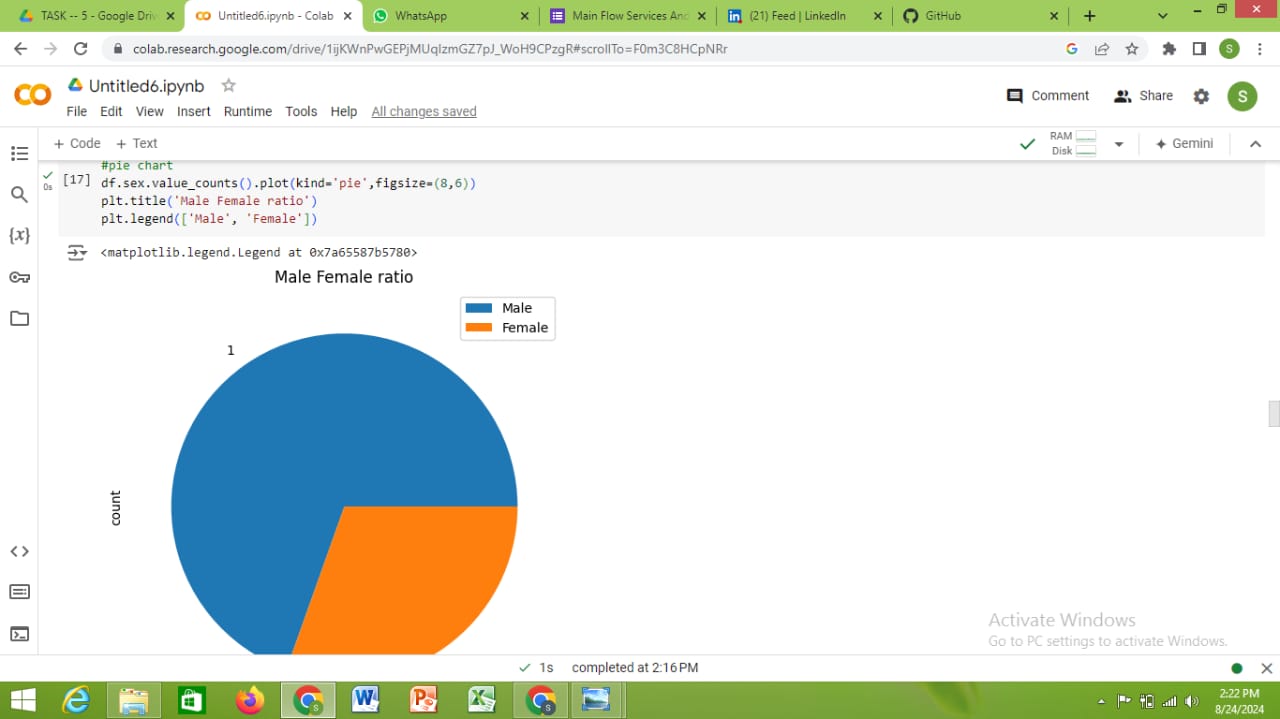 TASK -- 5 - Google Driv
Untitled6.ipynb - Colab
WhatsApp
Main Flow Services And
(21) Feed | LinkedIn
GitHub
colab.research.google.com/drive/1ijKWnPwGEPjMUqIzmGZ7pJ_WoH9CPzgR#scrollTo=F0m3C8HCpNRr
S
Untitled6.ipynb
File Edit View Insert Runtime Tools Help All changes saved
Comment Share S
+ Code + Text
RAM
Disk
Gemini
#pie chart
[17] df.sex.value_counts().plot(kind='pie',figsize=(8,6))
0s
plt.title('Male Female ratio')
plt.legend(['Male', 'Female'])
{x}
<matplotlib.legend.Legend at 0x7a65587b5780>
Male Female ratio
Male
Female
1
count
Activate Windows
Go to PC settings to activate Windows.
1s completed at 2:16 PM
2:22 PM
8/24/2024